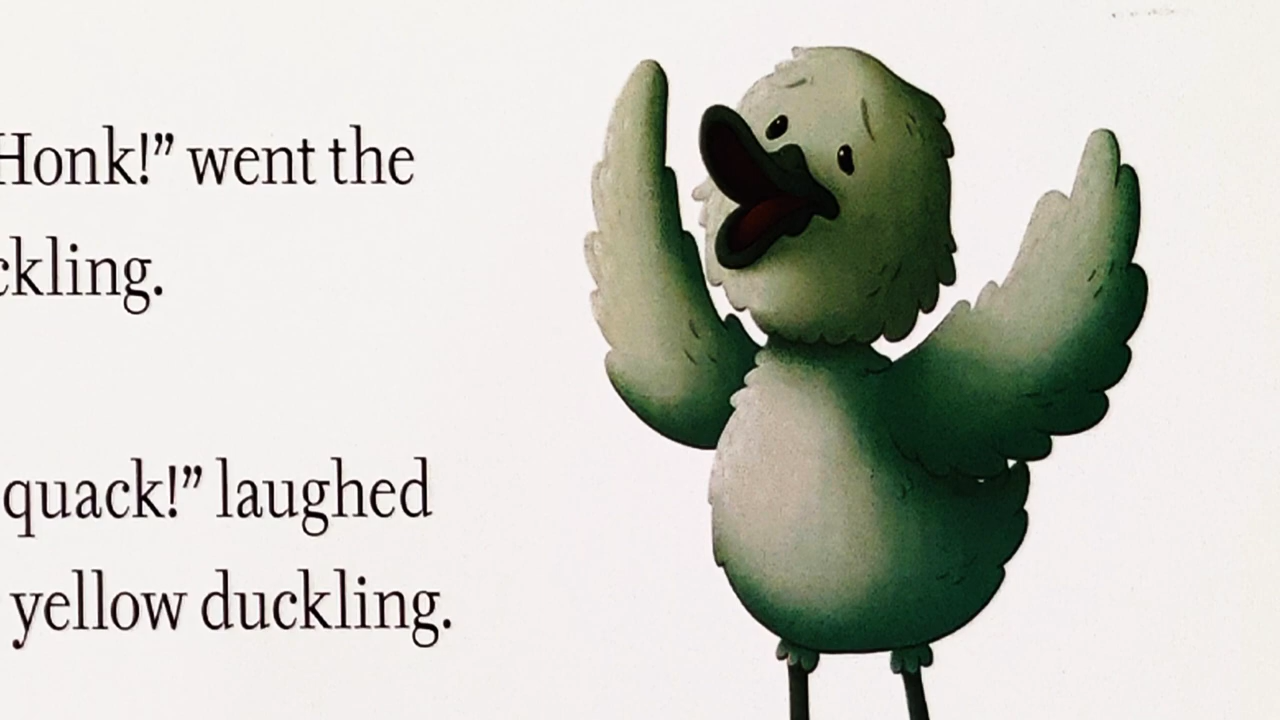 Honk!” went the
ckling.
quack!” laughed
yellow duckling.